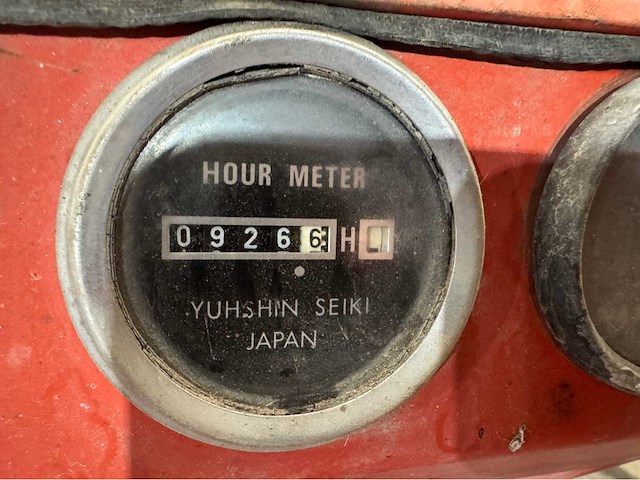 HOUR METER
09266 H
YUHSHIN SEIKI
JAPAN